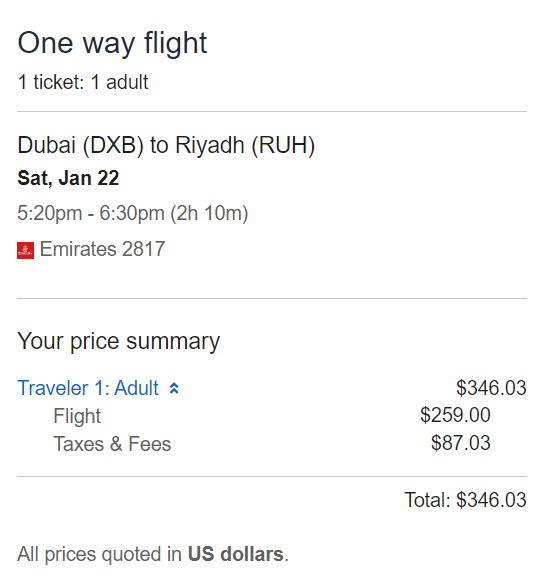 One way flight
1 ticket: 1 adult
Dubai (DXB) to Riyadh (RUH)
Sat, Jan 22
5:20pm - 6:30pm (2h 10m)
Emirates 2817
Your price summary
Traveler 1: Adult $346.03
Flight $259.00
Taxes & Fees $87.03
Total: $346.03
All prices quoted in US dollars.